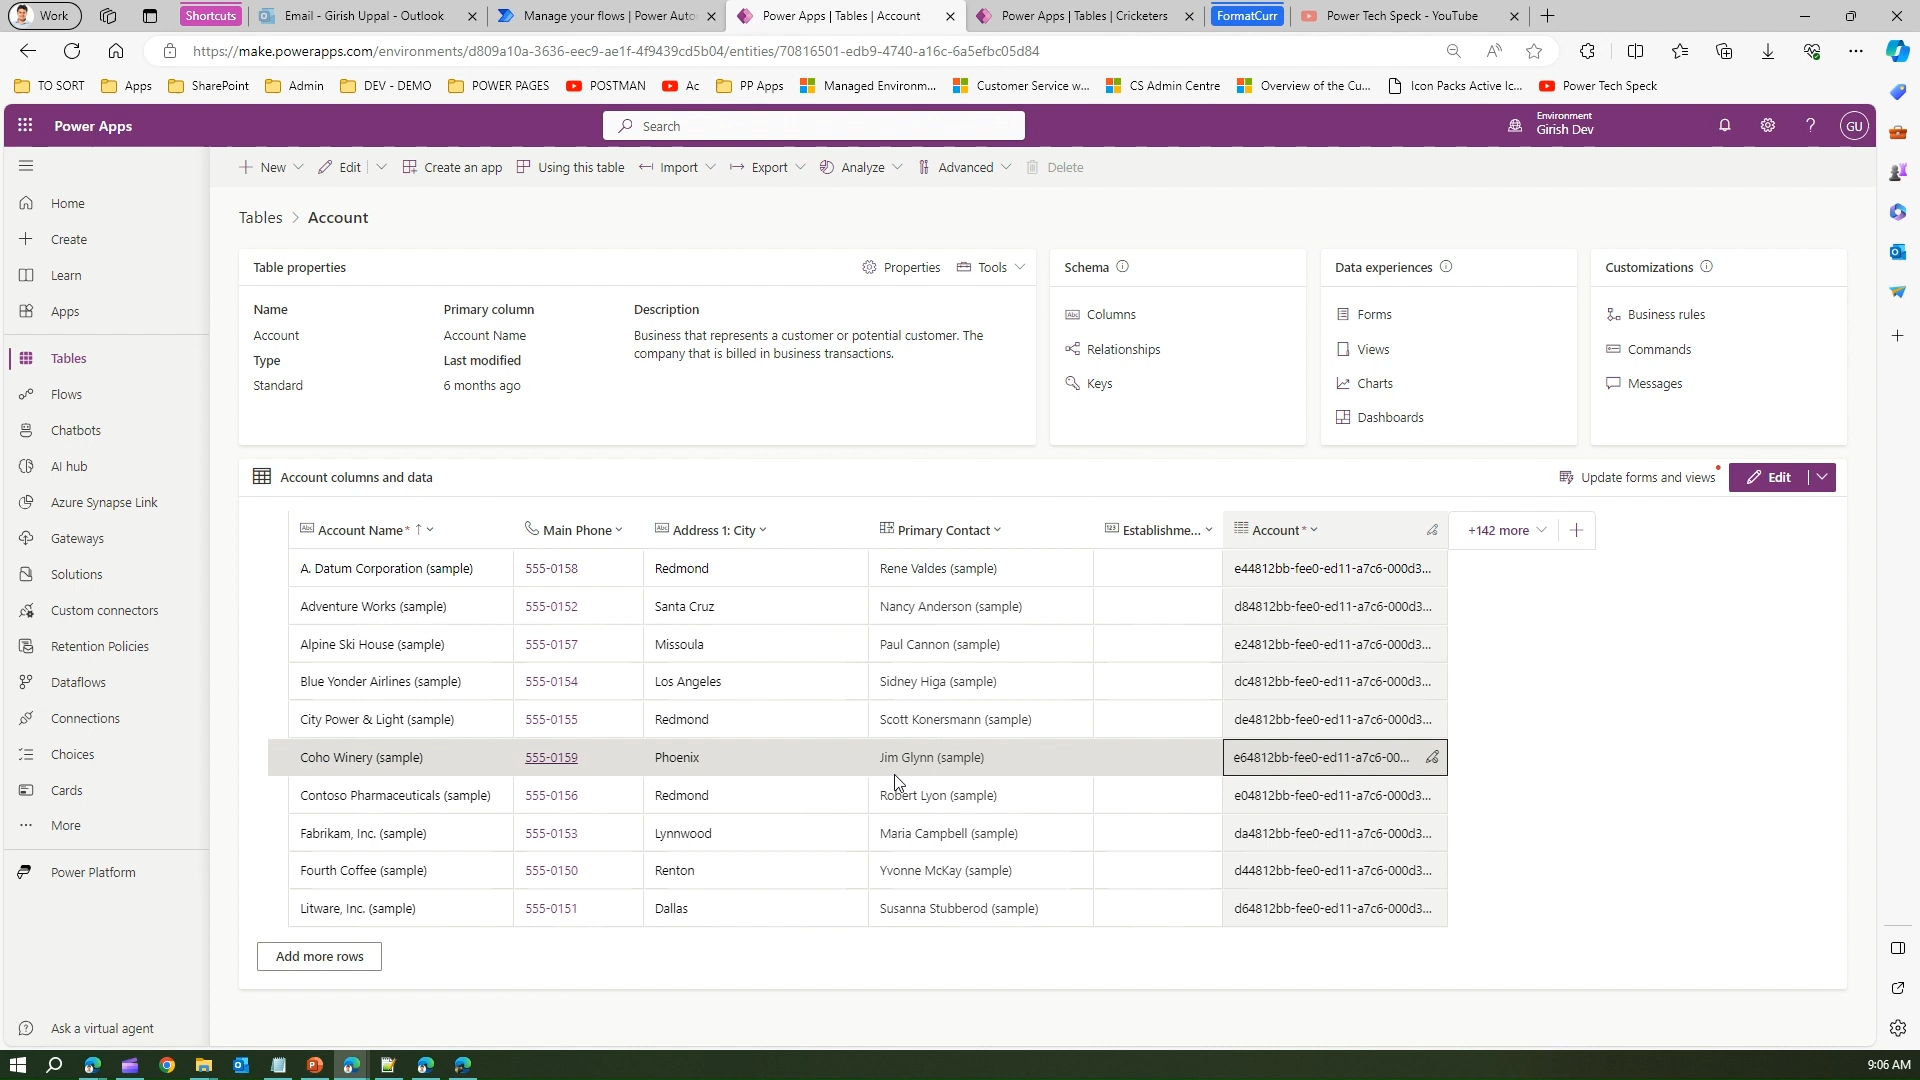 Work
Shortcuts
Email - Girish Uppal - Outlook
Manage your flows | Power Auto
Power Apps | Tables | Account
Power Apps | Tables | Cricketers
FormatCurr
Power Tech Speck - YouTube
https://make.powerapps.com/environments/d809a10a-3636-eec9-ae1f-4f9439cd5b04/entities/70816501-edb9-4740-a16c-6a5efbc05d84
TO SORT
Apps
SharePoint
Admin
DEV - DEMO
POWER PAGES
POSTMAN
Ac
PP Apps
Managed Environm...
Customer Service w...
CS Admin Centre
Overview of the Cu...
Icon Packs Active Ic...
Power Tech Speck
Power Apps
Search
Environment
Girish Dev
GU
New
Edit
Create an app
Using this table
Import
Export
Analyze
Advanced
Delete
Home
Create
Learn
Apps
Tables
Flows
Chatbots
AI hub
Azure Synapse Link
Gateways
Solutions
Custom connectors
Retention Policies
Dataflows
Connections
Choices
Cards
More
Power Platform
Ask a virtual agent
Tables > Account
Table properties
Properties
Tools
Name
Primary column
Description
Account
Account Name
Business that represents a customer or potential customer. The
company that is billed in business transactions.
Type
Last modified
Standard
6 months ago
Schema
Columns
Relationships
Keys
Data experiences
Forms
Views
Charts
Dashboards
Customizations
Business rules
Commands
Messages
Account columns and data
Update forms and views
Edit
Account Name * ↑
Main Phone
Address 1: City
Primary Contact
Establishme...
Account *
+142 more
A. Datum Corporation (sample) 555-0158 Redmond Rene Valdes (sample) e44812bb-fee0-ed11-a7c6-000d3...
Adventure Works (sample) 555-0152 Santa Cruz Nancy Anderson (sample) d84812bb-fee0-ed11-a7c6-000d3...
Alpine Ski House (sample) 555-0157 Missoula Paul Cannon (sample) e24812bb-fee0-ed11-a7c6-000d3...
Blue Yonder Airlines (sample) 555-0154 Los Angeles Sidney Higa (sample) dc4812bb-fee0-ed11-a7c6-000d3...
City Power & Light (sample) 555-0155 Redmond Scott Konersmann (sample) de4812bb-fee0-ed11-a7c6-000d3...
Coho Winery (sample) 555-0159 Phoenix Jim Glynn (sample) e64812bb-fee0-ed11-a7c6-00...
Contoso Pharmaceuticals (sample) 555-0156 Redmond Robert Lyon (sample) e04812bb-fee0-ed11-a7c6-000d3...
Fabrikam, Inc. (sample) 555-0153 Lynnwood Maria Campbell (sample) da4812bb-fee0-ed11-a7c6-000d3...
Fourth Coffee (sample) 555-0150 Renton Yvonne McKay (sample) d44812bb-fee0-ed11-a7c6-000d3...
Litware, Inc. (sample) 555-0151 Dallas Susanna Stubberod (sample) d64812bb-fee0-ed11-a7c6-000d3...
Add more rows
9:06 AM